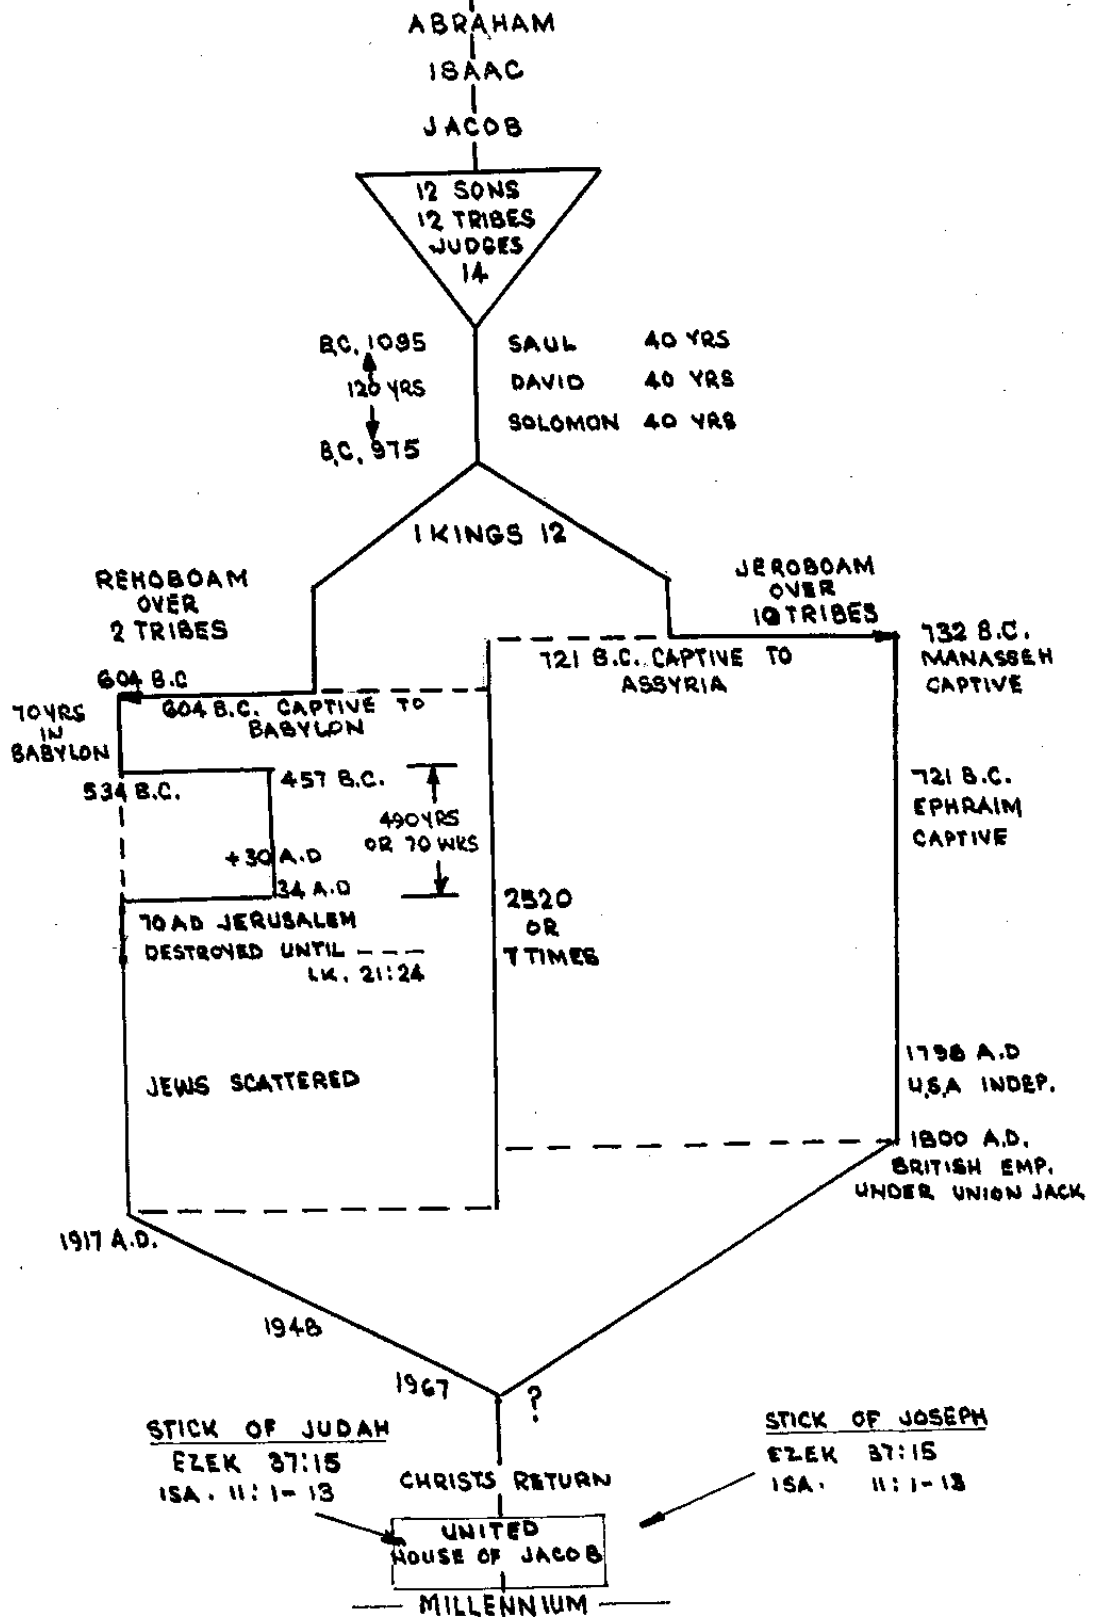 ABRAHAM
ISAAC
JACOB
12 SONS
12 TRIBES
JUDGES
14
B.C. 1095
120 YRS
B.C. 975
SAUL 40 YRS
DAVID 40 YRS
SOLOMON 40 YRS
1 KINGS 12
REHOBOAM
OVER
2 TRIBES
JEROBOAM
OVER
10 TRIBES
604 B.C
604 B.C. CAPTIVE TO
BABYLON
721 B.C. CAPTIVE TO
ASSYRIA
732 B.C.
MANASSEH
CAPTIVE
70 YRS
IN
BABYLON
534 B.C.
457 B.C.
490 YRS
OR 70 WKS
+30 A.D
34 A.D
70 AD JERUSALEM
DESTROYED UNTIL ----
LK. 21:24
2520
OR
7 TIMES
721 B.C.
EPHRAIM
CAPTIVE
JEWS SCATTERED
1798 A.D
U.S.A INDEP.
1800 A.D.
BRITISH EMP.
UNDER UNION JACK
1917 A.D.
1948
1967
?
STICK OF JUDAH
EZEK 37:15
ISA. 11:1-13
STICK OF JOSEPH
EZEK 37:15
ISA. 11:1-13
CHRISTS RETURN
UNITED
HOUSE OF JACOB
MILLENNIUM